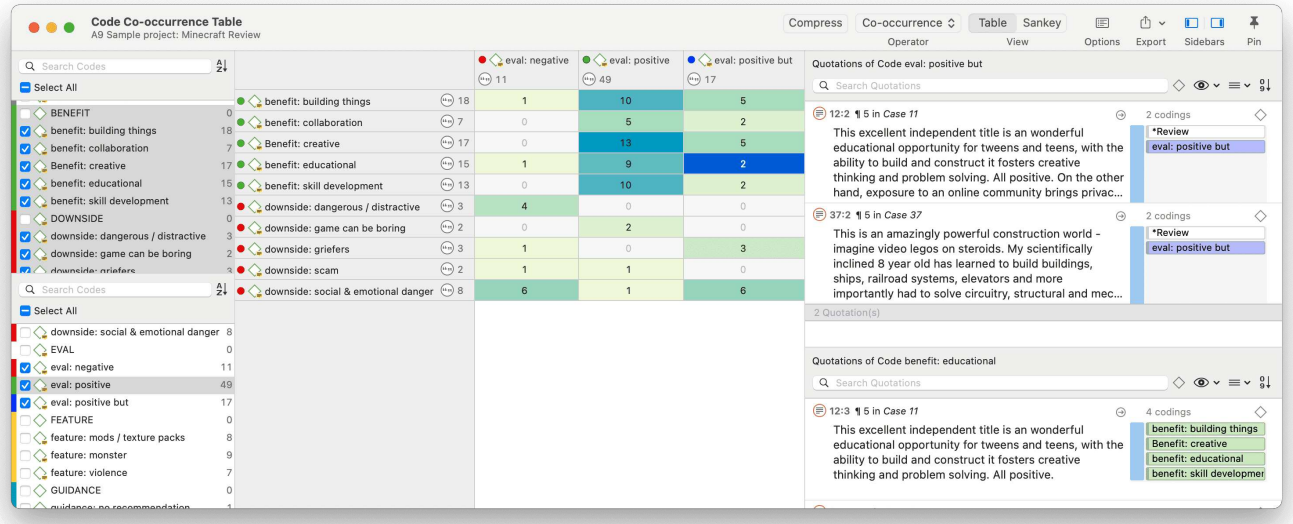 Code Co-occurrence Table
A9 Sample project: Minecraft Review
Compress
Co-occurrence
Table
Sankey
Operator
View
Options
Export
Sidebars
Pin
Search Codes
Select All
BENEFIT 0
benefit: building things 18
benefit: collaboration 7
Benefit: creative 17
benefit: educational 15
benefit: skill development 13
DOWNSIDE 0
downside: dangerous / distractive 3
downside: game can be boring 2
downside: griefers 3
Search Codes
Select All
downside: social & emotional danger 8
EVAL 0
eval: negative 11
eval: positive 49
eval: positive but 17
FEATURE 0
feature: mods / texture packs 8
feature: monster 9
feature: violence 7
GUIDANCE 0
guidance: no recommendation 1
eval: negative eval: positive eval: positive but
11 49 17
benefit: building things 18 1 10 5
benefit: collaboration 7 0 5 2
Benefit: creative 17 0 13 5
benefit: educational 15 1 9 2
benefit: skill development 13 0 10 2
downside: dangerous / distractive 3 4 0 0
downside: game can be boring 2 0 2 0
downside: griefers 3 1 0 3
downside: scam 2 1 1 0
downside: social & emotional danger 8 6 1 6
Quotations of Code eval: positive but
Search Quotations
12:2 ¶ 5 in Case 11
This excellent independent title is an wonderful
educational opportunity for tweens and teens, with the
ability to build and construct it fosters creative
thinking and problem solving. All positive. On the other
hand, exposure to an online community brings privac...
2 codings
*Review
eval: positive but
37:2 ¶ 5 in Case 37
This is an amazingly powerful construction world -
imagine video legos on steroids. My scientifically
inclined 8 year old has learned to build buildings,
ships, railroad systems, elevators and more
importantly had to solve circuitry, structural and mec...
2 codings
*Review
eval: positive but
2 Quotation(s)
Quotations of Code benefit: educational
Search Quotations
12:3 ¶ 5 in Case 11
This excellent independent title is an wonderful
educational opportunity for tweens and teens, with the
ability to build and construct it fosters creative
thinking and problem solving. All positive.
4 codings
benefit: building things
Benefit: creative
benefit: educational
benefit: skill developmer